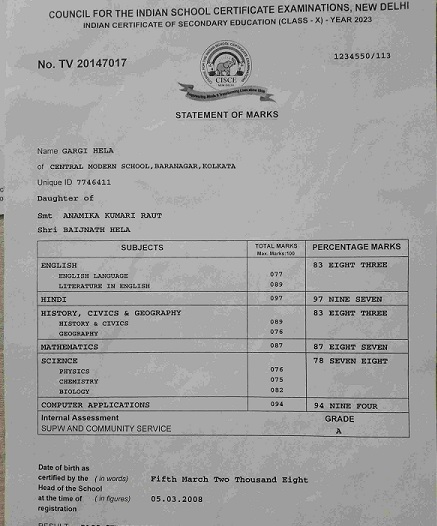 COUNCIL FOR THE INDIAN SCHOOL CERTIFICATE EXAMINATIONS, NEW DELHI
INDIAN CERTIFICATE OF SECONDARY EDUCATION (CLASS - X) - YEAR 2023
No. TV 20147017
1234550/113
CISCE
STATEMENT OF MARKS
Name GARGI HELA
of CENTRAL MODERN SCHOOL,BARANAGAR,KOLKATA
Unique ID 7746411
Daughter of
Smt ANAMIKA KUMARI RAUT
Shri BAIJNATH HELA
SUBJECTS TOTAL MARKS Max. Marks:100 PERCENTAGE MARKS
ENGLISH 83 EIGHT THREE
ENGLISH LANGUAGE 077
LITERATURE IN ENGLISH 089
HINDI 097 97 NINE SEVEN
HISTORY, CIVICS & GEOGRAPHY 83 EIGHT THREE
HISTORY & CIVICS 089
GEOGRAPHY 076
MATHEMATICS 087 87 EIGHT SEVEN
SCIENCE 78 SEVEN EIGHT
PHYSICS 076
CHEMISTRY 075
BIOLOGY 082
COMPUTER APPLICATIONS 094 94 NINE FOUR
Internal Assessment GRADE
SUPW AND COMMUNITY SERVICE A
Date of birth as
certified by the (in words) Fifth March Two Thousand Eight
Head of the School
at the time of (in figures) 05.03.2008
registration